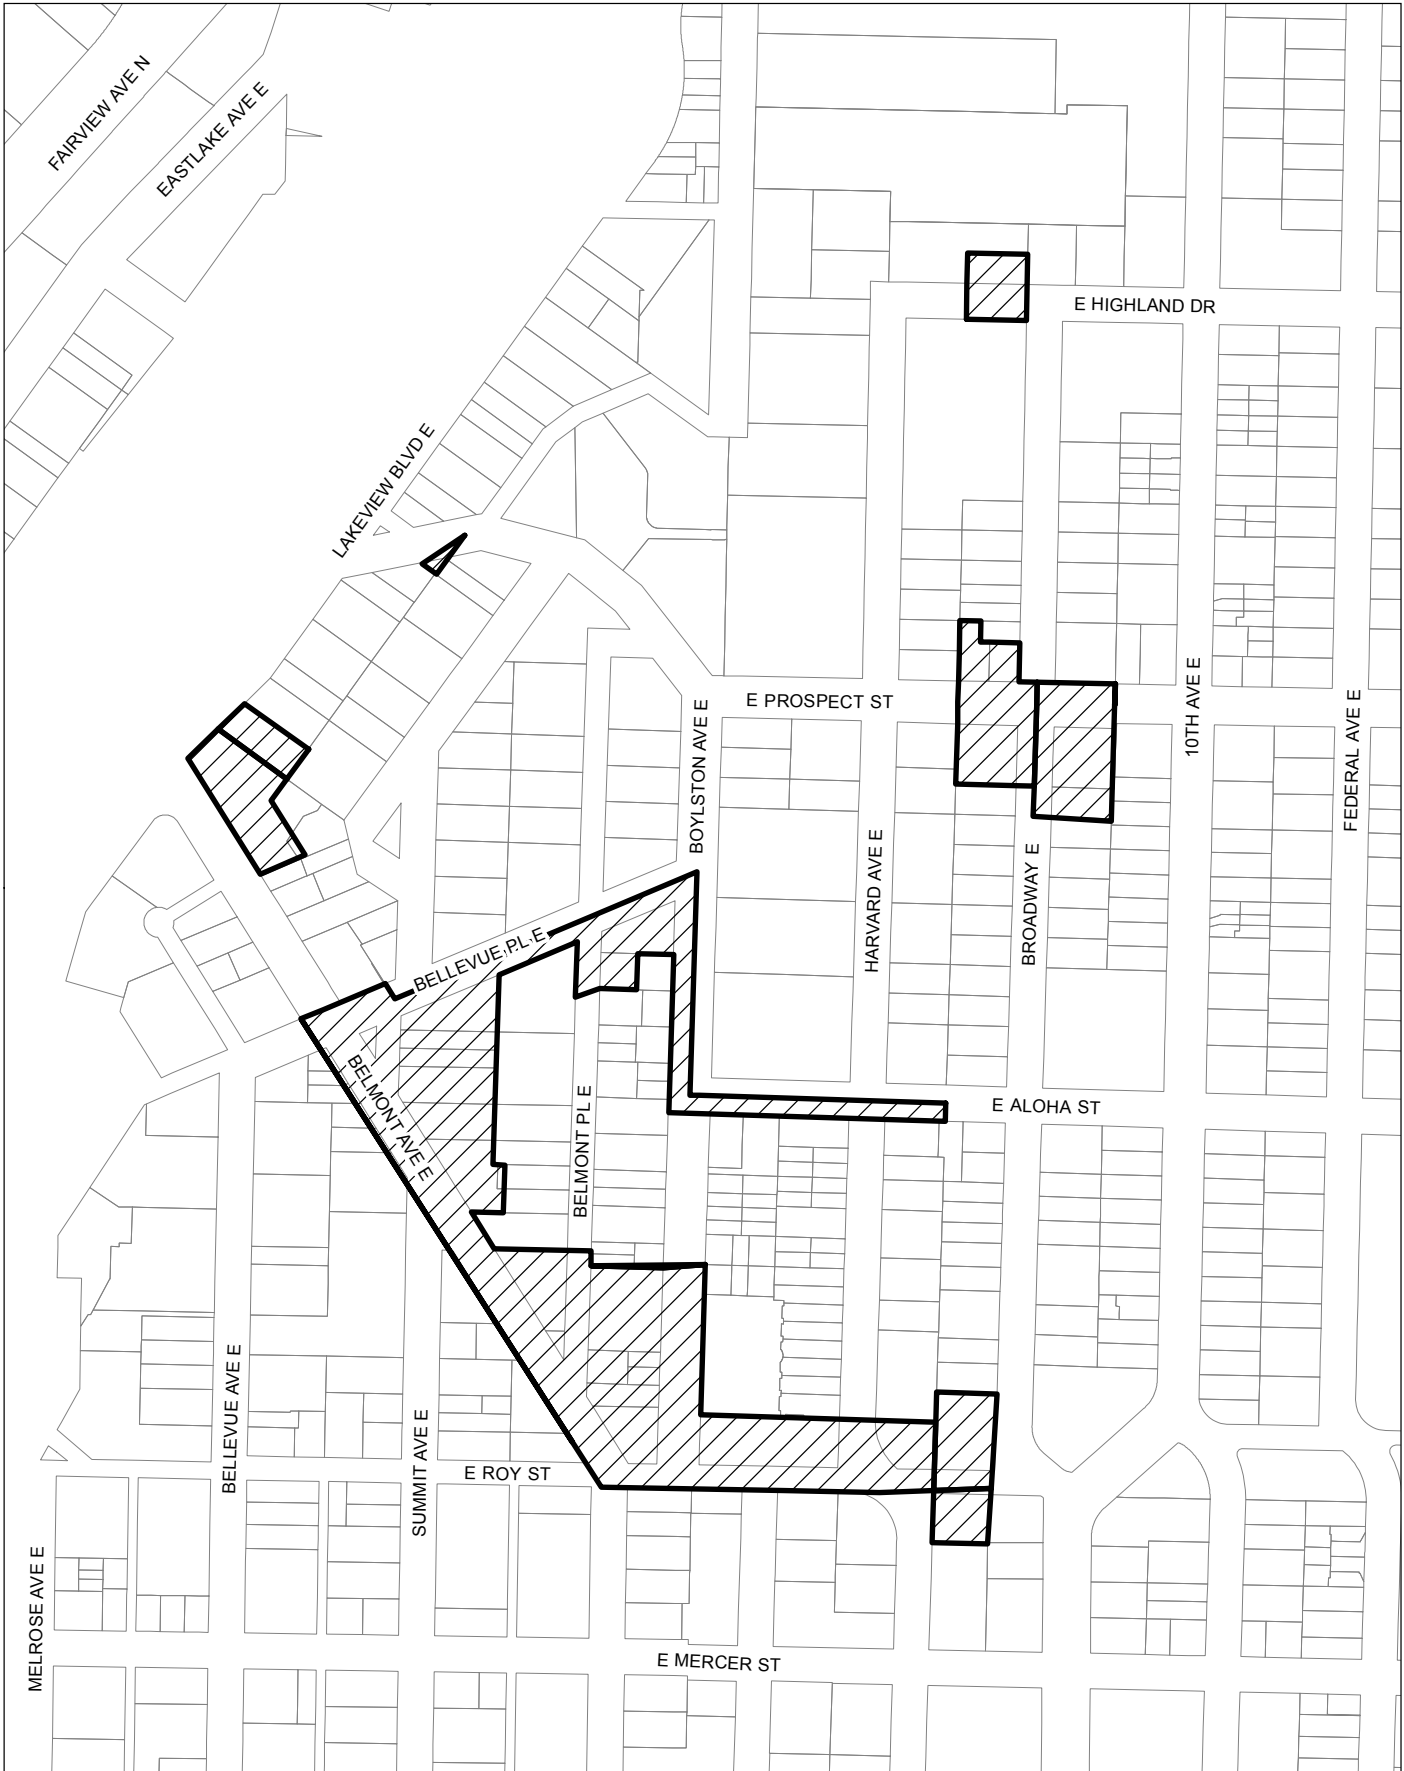 FAIRVIEW AVE N
EASTLAKE AVE E
E HIGHLAND DR
LAKEVIEW BLVD E
E PROSPECT ST
10TH AVE E
FEDERAL AVE E
BOYLSTON AVE E
HARVARD AVE E
BROADWAY E
BELLEVUE PL E
BELMONT AVE E
BELMONT PL E
E ALOHA ST
BELLEVUE AVE E
SUMMIT AVE E
E ROY ST
MELROSE AVE E
E MERCER ST